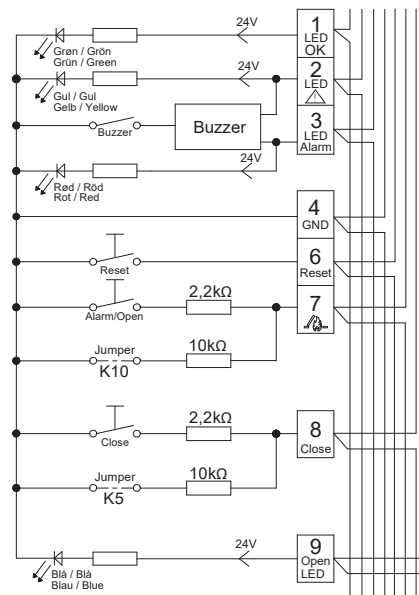 24V
1
LED
OK
Grøn / Grön
Grün / Green
24V
2
LED
Gul / Gul
Gelb / Yellow
Buzzer
Buzzer
3
LED
Alarm
24V
Rød / Röd
Rot / Red
4
GND
6
Reset
Reset
2,2kΩ
7
Alarm/Open
Jumper
10kΩ
K10
2,2kΩ
8
Close
Close
Jumper
10kΩ
K5
24V
9
Open
LED
Blå / Blå
Blau / Blue